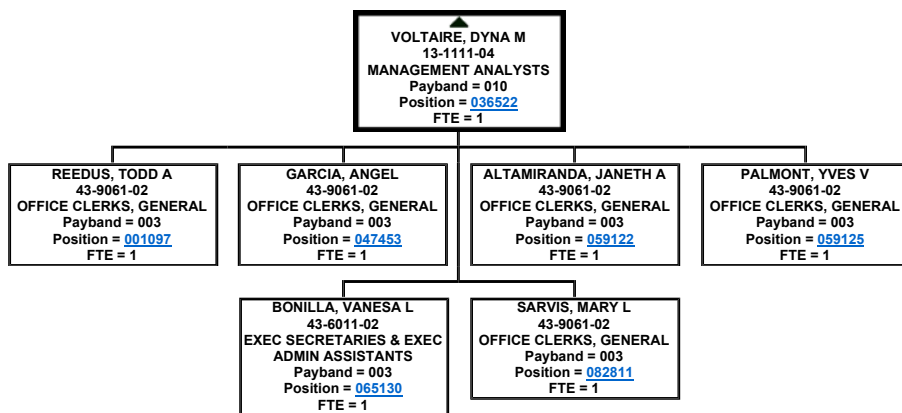 VOLTAIRE, DYNA M
13-1111-04
MANAGEMENT ANALYSTS
Payband = 010
Position = 036522
FTE = 1
REEDUS, TODD A
43-9061-02
OFFICE CLERKS, GENERAL
Payband = 003
Position = 001097
FTE = 1
GARCIA, ANGEL
43-9061-02
OFFICE CLERKS, GENERAL
Payband = 003
Position = 047453
FTE = 1
ALTAMIRANDA, JANETH A
43-9061-02
OFFICE CLERKS, GENERAL
Payband = 003
Position = 059122
FTE = 1
PALMONT, YVES V
43-9061-02
OFFICE CLERKS, GENERAL
Payband = 003
Position = 059125
FTE = 1
BONILLA, VANESA L
43-6011-02
EXEC SECRETARIES & EXEC
ADMIN ASSISTANTS
Payband = 003
Position = 065130
FTE = 1
SARVIS, MARY L
43-9061-02
OFFICE CLERKS, GENERAL
Payband = 003
Position = 082811
FTE = 1